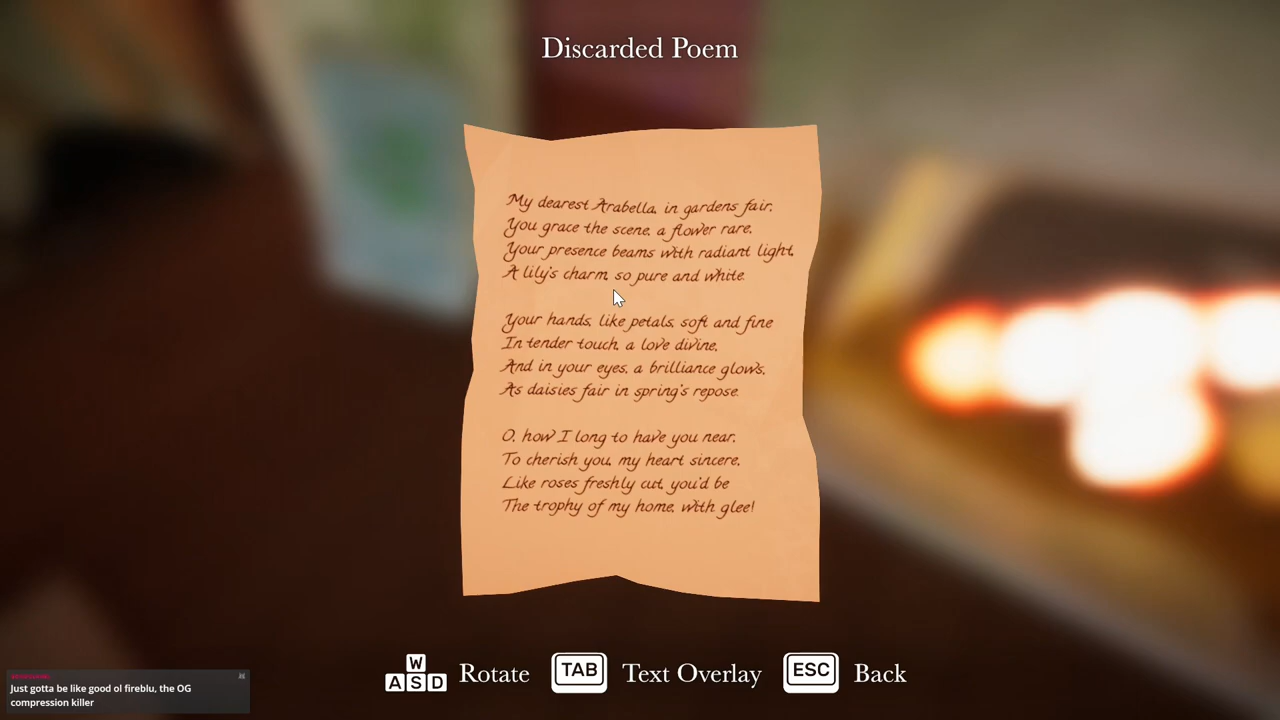 Discarded Poem
My dearest Arabella, in gardens fair,
You grace the scene, a flower rare,
Your presence beams with radiant light,
A lily's charm, so pure and white.
Your hands, like petals, soft and fine
In tender touch, a love divine,
And in your eyes, a brilliance glows,
As daisies fair in spring's repose.
O, how I long to have you near,
To cherish you, my heart sincere,
Like roses freshly cut, you'd be
The trophy of my home, with glee!
W
A S D Rotate TAB Text Overlay ESC Back
Just gotta be like good ol fireblu, the OG
compression killer